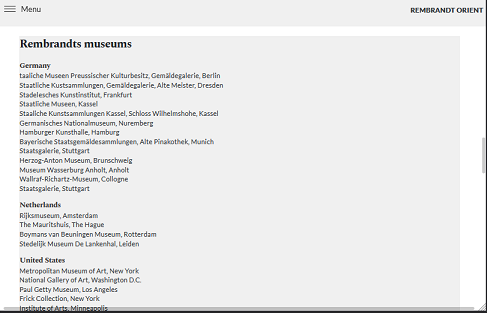 Menu
REMBRANDT ORIENT
Rembrandts museums
Germany
taaliche Museen Preussischer Kulturbesitz, Gemäldegalerie, Berlin
Staatliche Kustsammlungen, Gemäldegalerie, Alte Meister, Dresden
Stadelesches Kunstinstitut, Frankfurt
Staatliche Museen, Kassel
Staaliche Kunstsammlungen Kassel, Schloss Wilhelmshohe, Kassel
Germanisches Nationalmuseum, Nuremberg
Hamburger Kunsthalle, Hamburg
Bayerische Staatsgemäldesammlungen, Alte Pinakothek, Munich
Staatsgalerie, Stuttgart
Herzog-Anton Museum, Brunschweig
Museum Wasserburg Anholt, Anholt
Wallraf-Richartz-Museum, Collogne
Staatsgalerie, Stuttgart
Netherlands
Rijksmuseum, Amsterdam
The Mauritshuis, The Hague
Boymans van Beuningen Museum, Rotterdam
Stedelijk Museum De Lankenhal, Leiden
United States
Metropolitan Museum of Art, New York
National Gallery of Art, Washington D.C.
Paul Getty Museum, Los Angeles
Frick Collection, New York
Institute of Arts, Minneapolis